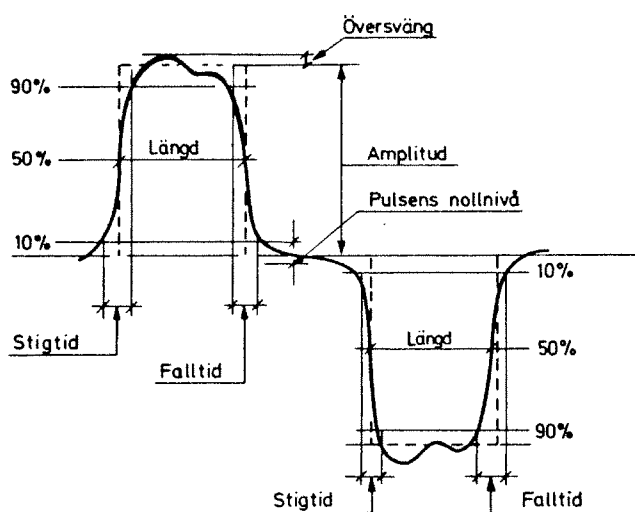 Översväng
90%
50%
Längd
Amplitud
Pulsens nollnivå
10%
10%
Stigtid
Falltid
Längd
50%
90%
Stigtid
Falltid